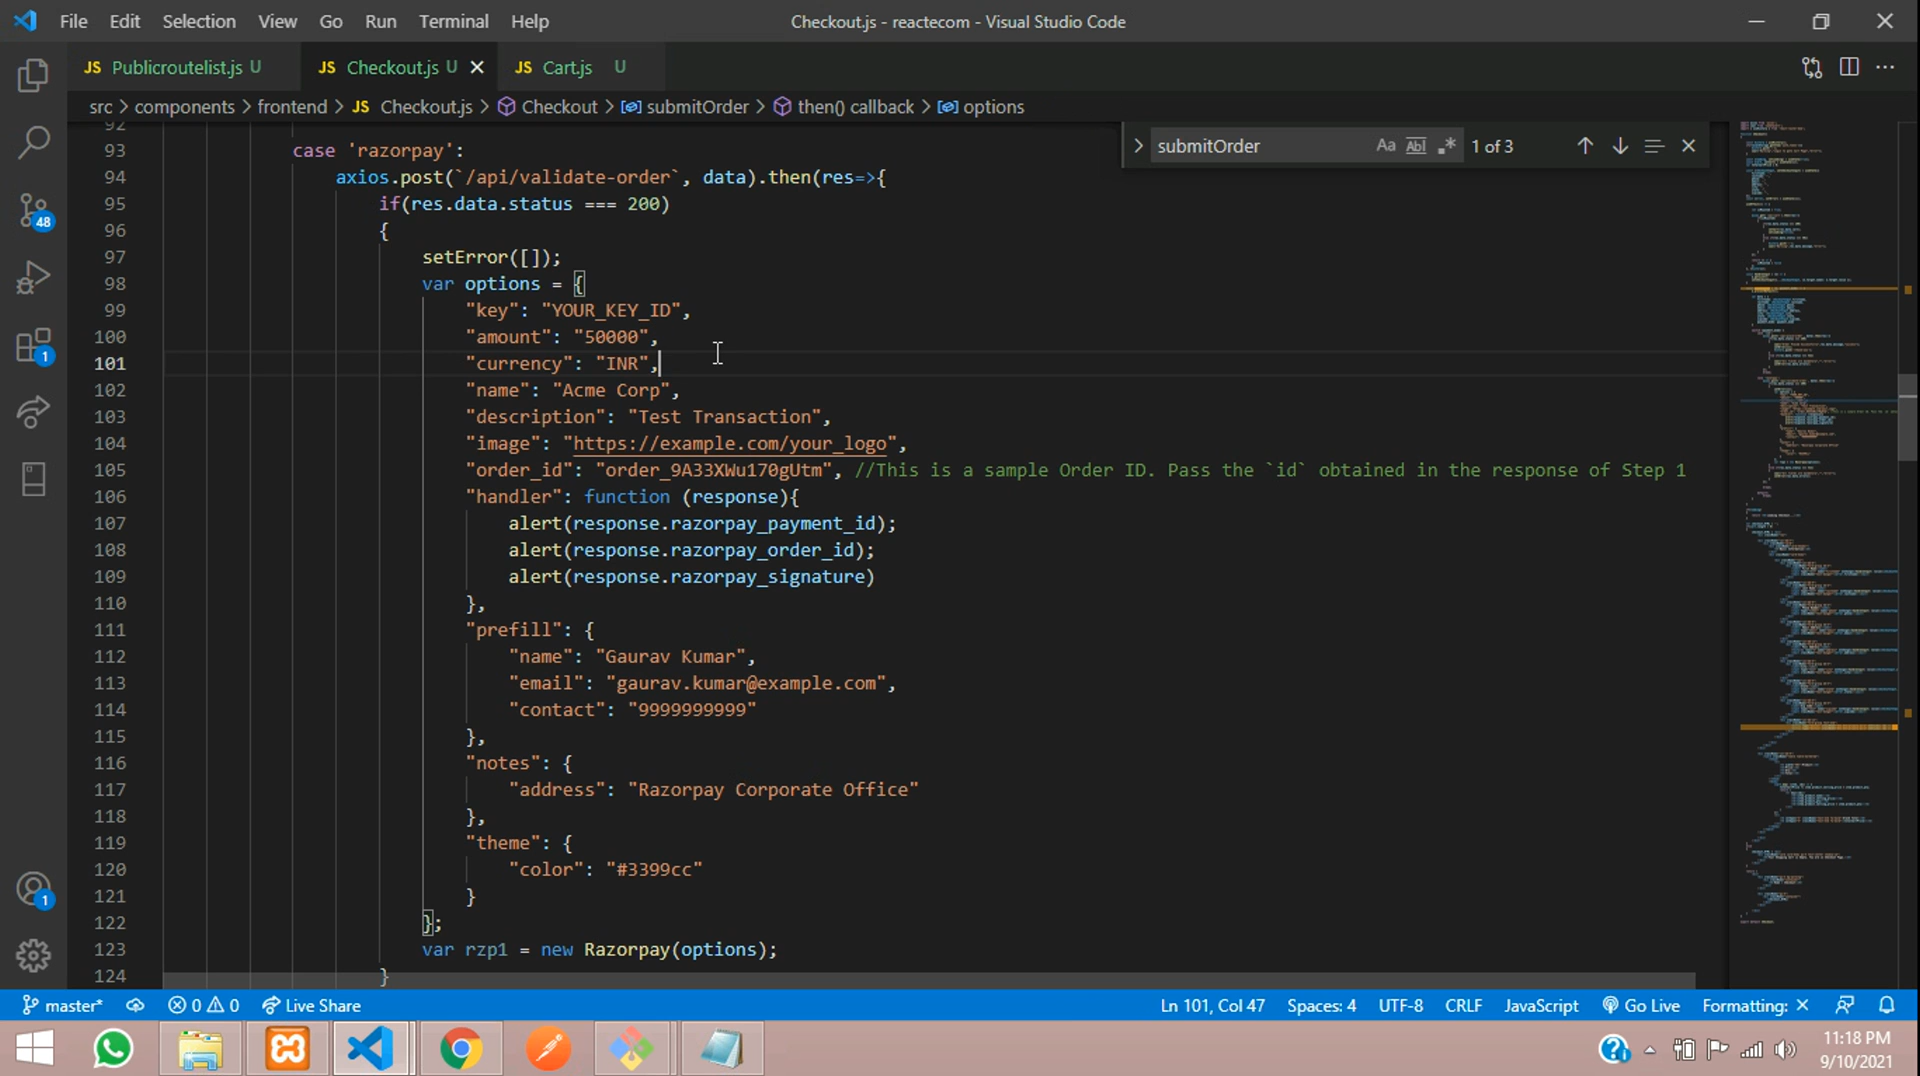 File Edit Selection View Go Run Terminal Help
Checkout.js - reactecom - Visual Studio Code
JS Publicroutelist.js U
JS Checkout.js U
JS Cart.js U
src > components > frontend > JS Checkout.js > Checkout > submitOrder > then() callback > options
submitOrder Aa Abl .* 1 of 3
92
93 case 'razorpay':
94 axios.post(`/api/validate-order`, data).then(res=>{
95 if(res.data.status === 200)
96 {
97 setError([]);
98 var options = {
99 "key": "YOUR_KEY_ID",
100 "amount": "50000",
101 "currency": "INR",
102 "name": "Acme Corp",
103 "description": "Test Transaction",
104 "image": "https://example.com/your_logo",
105 "order_id": "order_9A33XWu170gUtm", //This is a sample Order ID. Pass the `id` obtained in the response of Step 1
106 "handler": function (response){
107 alert(response.razorpay_payment_id);
108 alert(response.razorpay_order_id);
109 alert(response.razorpay_signature)
110 },
111 "prefill": {
112 "name": "Gaurav Kumar",
113 "email": "gaurav.kumar@example.com",
114 "contact": "9999999999"
115 },
116 "notes": {
117 "address": "Razorpay Corporate Office"
118 },
119 "theme": {
120 "color": "#3399cc"
121 }
122 };
123 var rzp1 = new Razorpay(options);
124 }
48
1
1
master* 0 0 Live Share
Ln 101, Col 47 Spaces: 4 UTF-8 CRLF JavaScript Go Live Formatting: ×
11:18 PM
9/10/2021